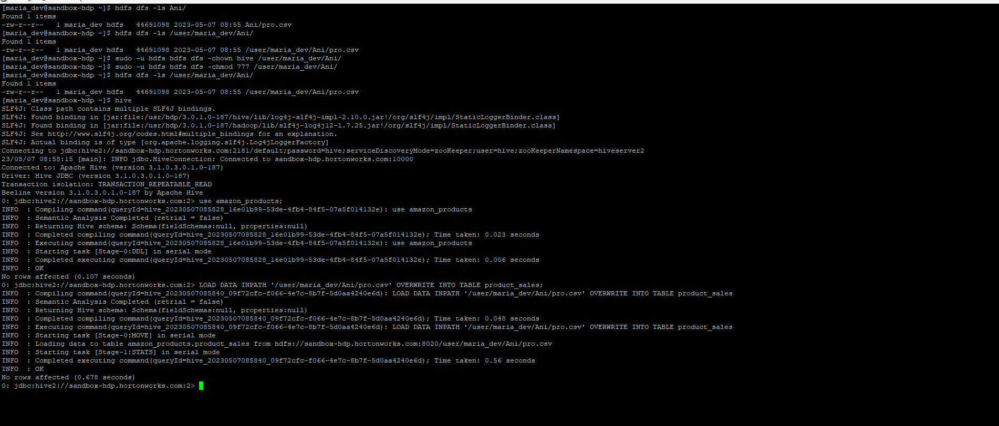 [maria_dev@sandbox-hdp ~]$ hdfs dfs -ls Ani/
Found 1 items
-rw-r--r--   1 maria_dev hdfs   44691098 2023-05-07 08:55 Ani/pro.csv
[maria_dev@sandbox-hdp ~]$ hdfs dfs -ls /user/maria_dev/Ani/
Found 1 items
-rw-r--r--   1 maria_dev hdfs   44691098 2023-05-07 08:55 /user/maria_dev/Ani/pro.csv
[maria_dev@sandbox-hdp ~]$ sudo -u hdfs hdfs dfs -chown hive /user/maria_dev/Ani/
[maria_dev@sandbox-hdp ~]$ sudo -u hdfs hdfs dfs -chmod 777 /user/maria_dev/Ani/
[maria_dev@sandbox-hdp ~]$ hdfs dfs -ls /user/maria_dev/Ani/
Found 1 items
-rw-r--r--   1 maria_dev hdfs   44691098 2023-05-07 08:55 /user/maria_dev/Ani/pro.csv
[maria_dev@sandbox-hdp ~]$ hive
SLF4J: Class path contains multiple SLF4J bindings.
SLF4J: Found binding in [jar:file:/usr/hdp/3.0.1.0-187/hive/lib/log4j-slf4j-impl-2.10.0.jar!/org/slf4j/impl/StaticLoggerBinder.class]
SLF4J: Found binding in [jar:file:/usr/hdp/3.0.1.0-187/hadoop/lib/slf4j-log4j12-1.7.25.jar!/org/slf4j/impl/StaticLoggerBinder.class]
SLF4J: See http://www.slf4j.org/codes.html#multiple_bindings for an explanation.
SLF4J: Actual binding is of type [org.apache.logging.slf4j.Log4jLoggerFactory]
Connecting to jdbc:hive2://sandbox-hdp.hortonworks.com:2181/default;password=hive;serviceDiscoveryMode=zooKeeper;user=hive;zooKeeperNamespace=hiveserver2
23/05/07 08:58:15 [main]: INFO jdbc.HiveConnection: Connected to sandbox-hdp.hortonworks.com:10000
Connected to: Apache Hive (version 3.1.0.3.0.1.0-187)
Driver: Hive JDBC (version 3.1.0.3.0.1.0-187)
Transaction isolation: TRANSACTION_REPEATABLE_READ
Beeline version 3.1.0.3.0.1.0-187 by Apache Hive
0: jdbc:hive2://sandbox-hdp.hortonworks.com:2> use amazon_products;
INFO  : Compiling command(queryId=hive_20230507085828_16e01b99-53de-4fb4-84f5-07a5f014132e): use amazon_products
INFO  : Semantic Analysis Completed (retrial = false)
INFO  : Returning Hive schema: Schema(fieldSchemas:null, properties:null)
INFO  : Completed compiling command(queryId=hive_20230507085828_16e01b99-53de-4fb4-84f5-07a5f014132e); Time taken: 0.023 seconds
INFO  : Executing command(queryId=hive_20230507085828_16e01b99-53de-4fb4-84f5-07a5f014132e): use amazon_products
INFO  : Starting task [Stage-0:DDL] in serial mode
INFO  : Completed executing command(queryId=hive_20230507085828_16e01b99-53de-4fb4-84f5-07a5f014132e); Time taken: 0.006 seconds
INFO  : OK
No rows affected (0.107 seconds)
0: jdbc:hive2://sandbox-hdp.hortonworks.com:2> LOAD DATA INPATH '/user/maria_dev/Ani/pro.csv' OVERWRITE INTO TABLE product_sales;
INFO  : Compiling command(queryId=hive_20230507085840_09f72cfc-f066-4e7c-8b7f-5d0aa4240e6d): LOAD DATA INPATH '/user/maria_dev/Ani/pro.csv' OVERWRITE INTO TABLE product_sales
INFO  : Semantic Analysis Completed (retrial = false)
INFO  : Returning Hive schema: Schema(fieldSchemas:null, properties:null)
INFO  : Completed compiling command(queryId=hive_20230507085840_09f72cfc-f066-4e7c-8b7f-5d0aa4240e6d); Time taken: 0.048 seconds
INFO  : Executing command(queryId=hive_20230507085840_09f72cfc-f066-4e7c-8b7f-5d0aa4240e6d): LOAD DATA INPATH '/user/maria_dev/Ani/pro.csv' OVERWRITE INTO TABLE product_sales
INFO  : Starting task [Stage-0:MOVE] in serial mode
INFO  : Loading data to table amazon_products.product_sales from hdfs://sandbox-hdp.hortonworks.com:8020/user/maria_dev/Ani/pro.csv
INFO  : Starting task [Stage-1:STATS] in serial mode
INFO  : Completed executing command(queryId=hive_20230507085840_09f72cfc-f066-4e7c-8b7f-5d0aa4240e6d); Time taken: 0.56 seconds
INFO  : OK
No rows affected (0.678 seconds)
0: jdbc:hive2://sandbox-hdp.hortonworks.com:2>